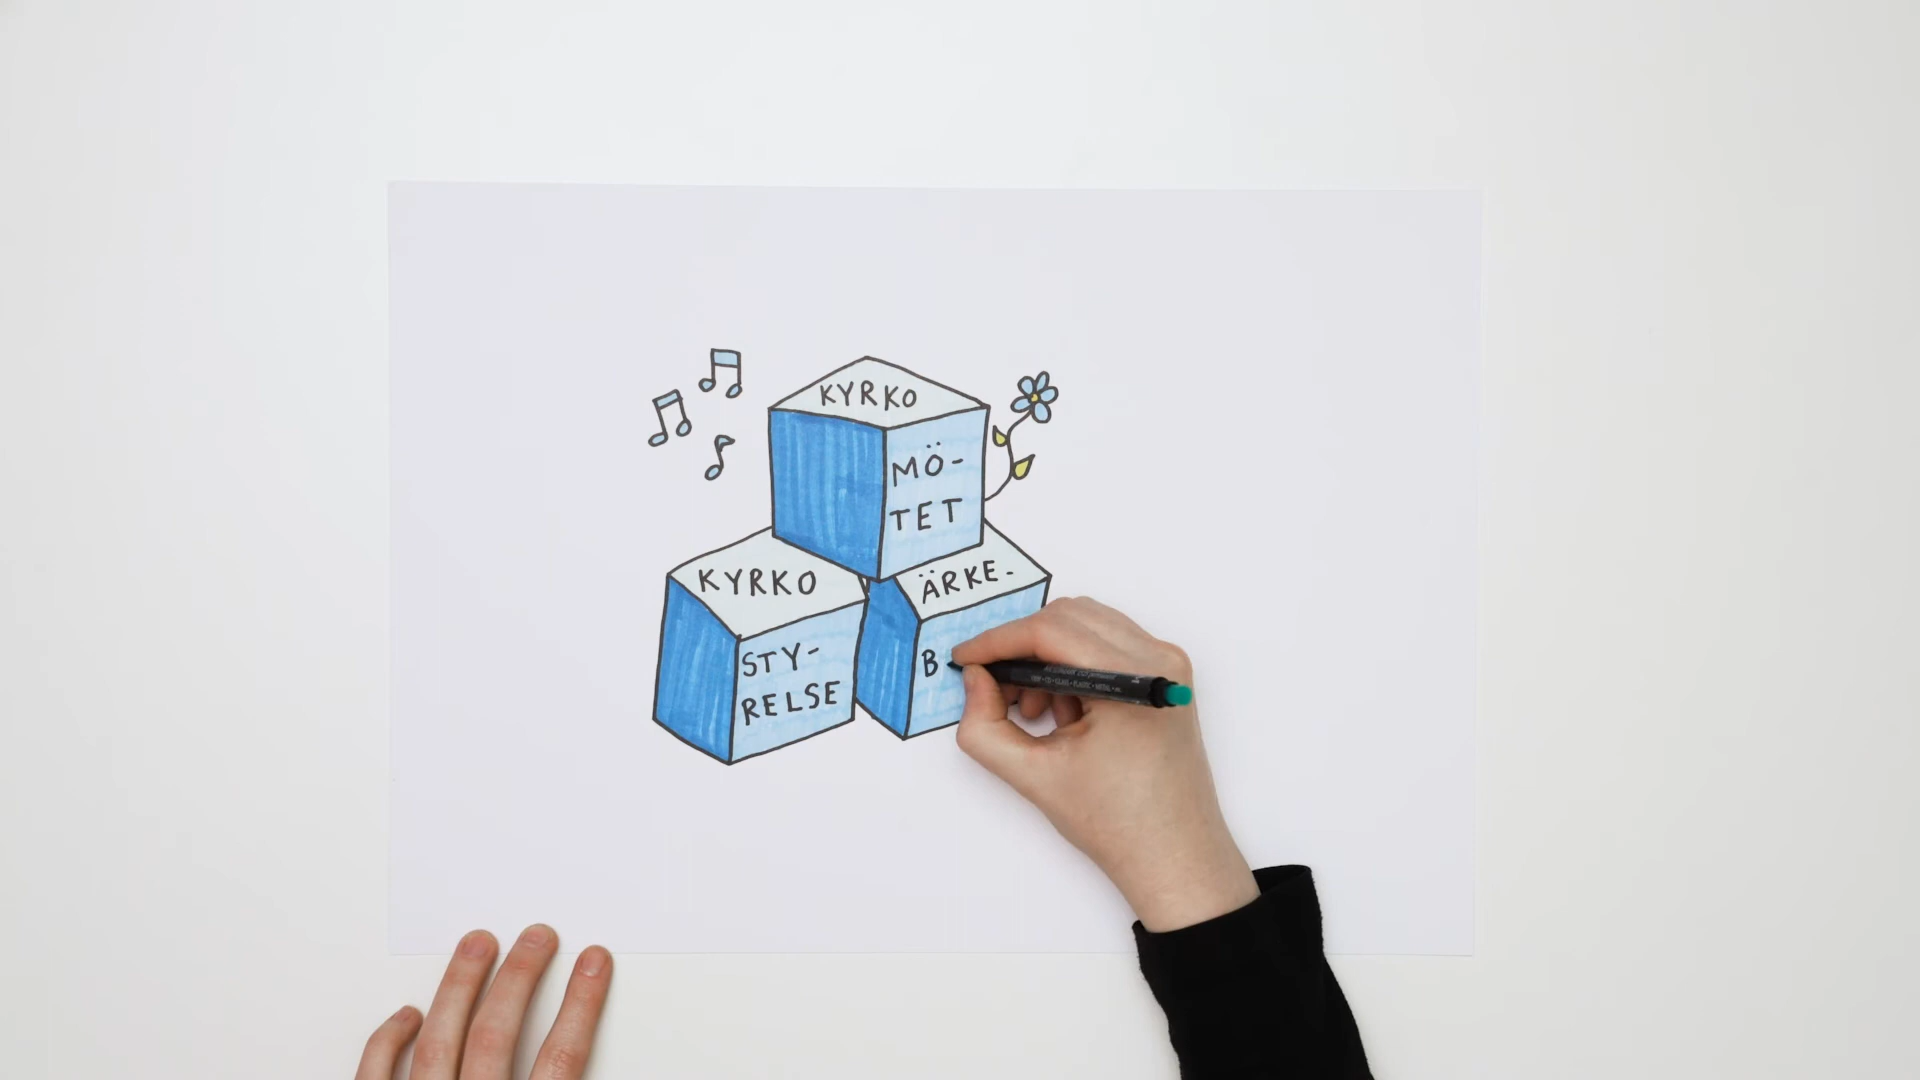 KYRKO
MÖ-
TET
KYRKO
STY-
RELSE
ÄRKE-
B